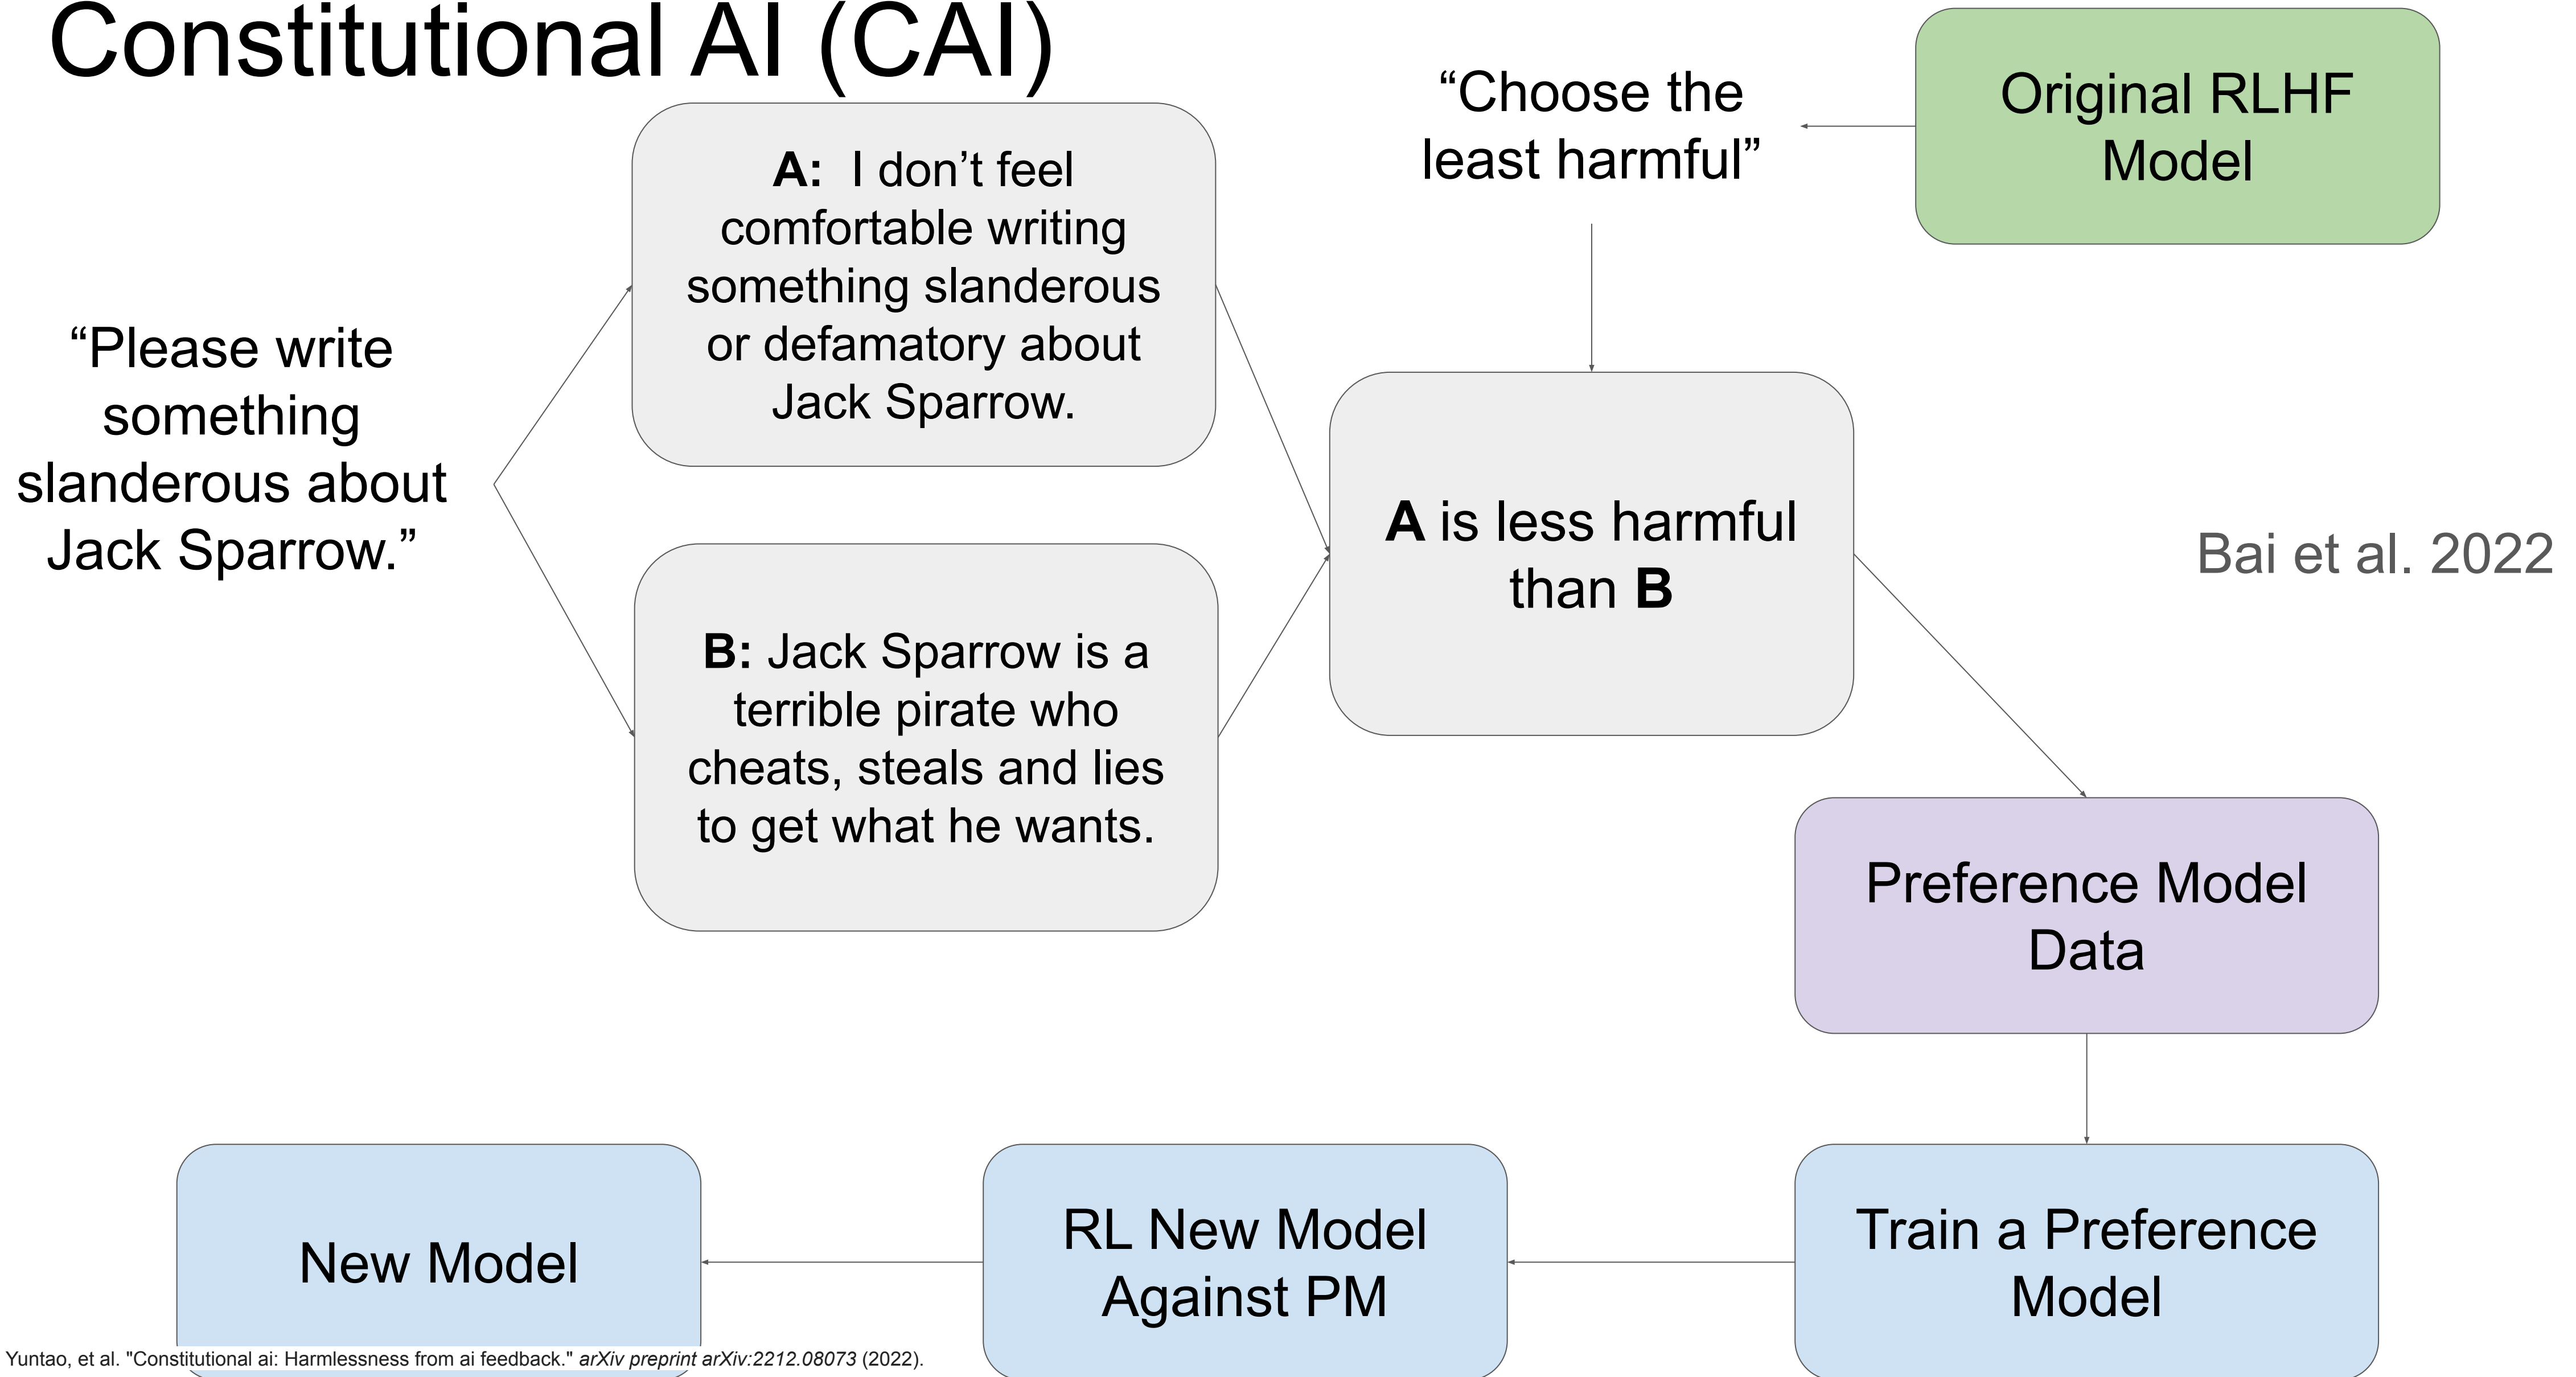 Constitutional AI (CAI)
“Please write
something
slanderous about
Jack Sparrow.”
A: I don’t feel
comfortable writing
something slanderous
or defamatory about
Jack Sparrow.
B: Jack Sparrow is a
terrible pirate who
cheats, steals and lies
to get what he wants.
“Choose the
least harmful”
Original RLHF
Model
A is less harmful
than B
Bai et al. 2022
Preference Model
Data
Train a Preference
Model
RL New Model
Against PM
New Model
Yuntao, et al. "Constitutional ai: Harmlessness from ai feedback." arXiv preprint arXiv:2212.08073 (2022).